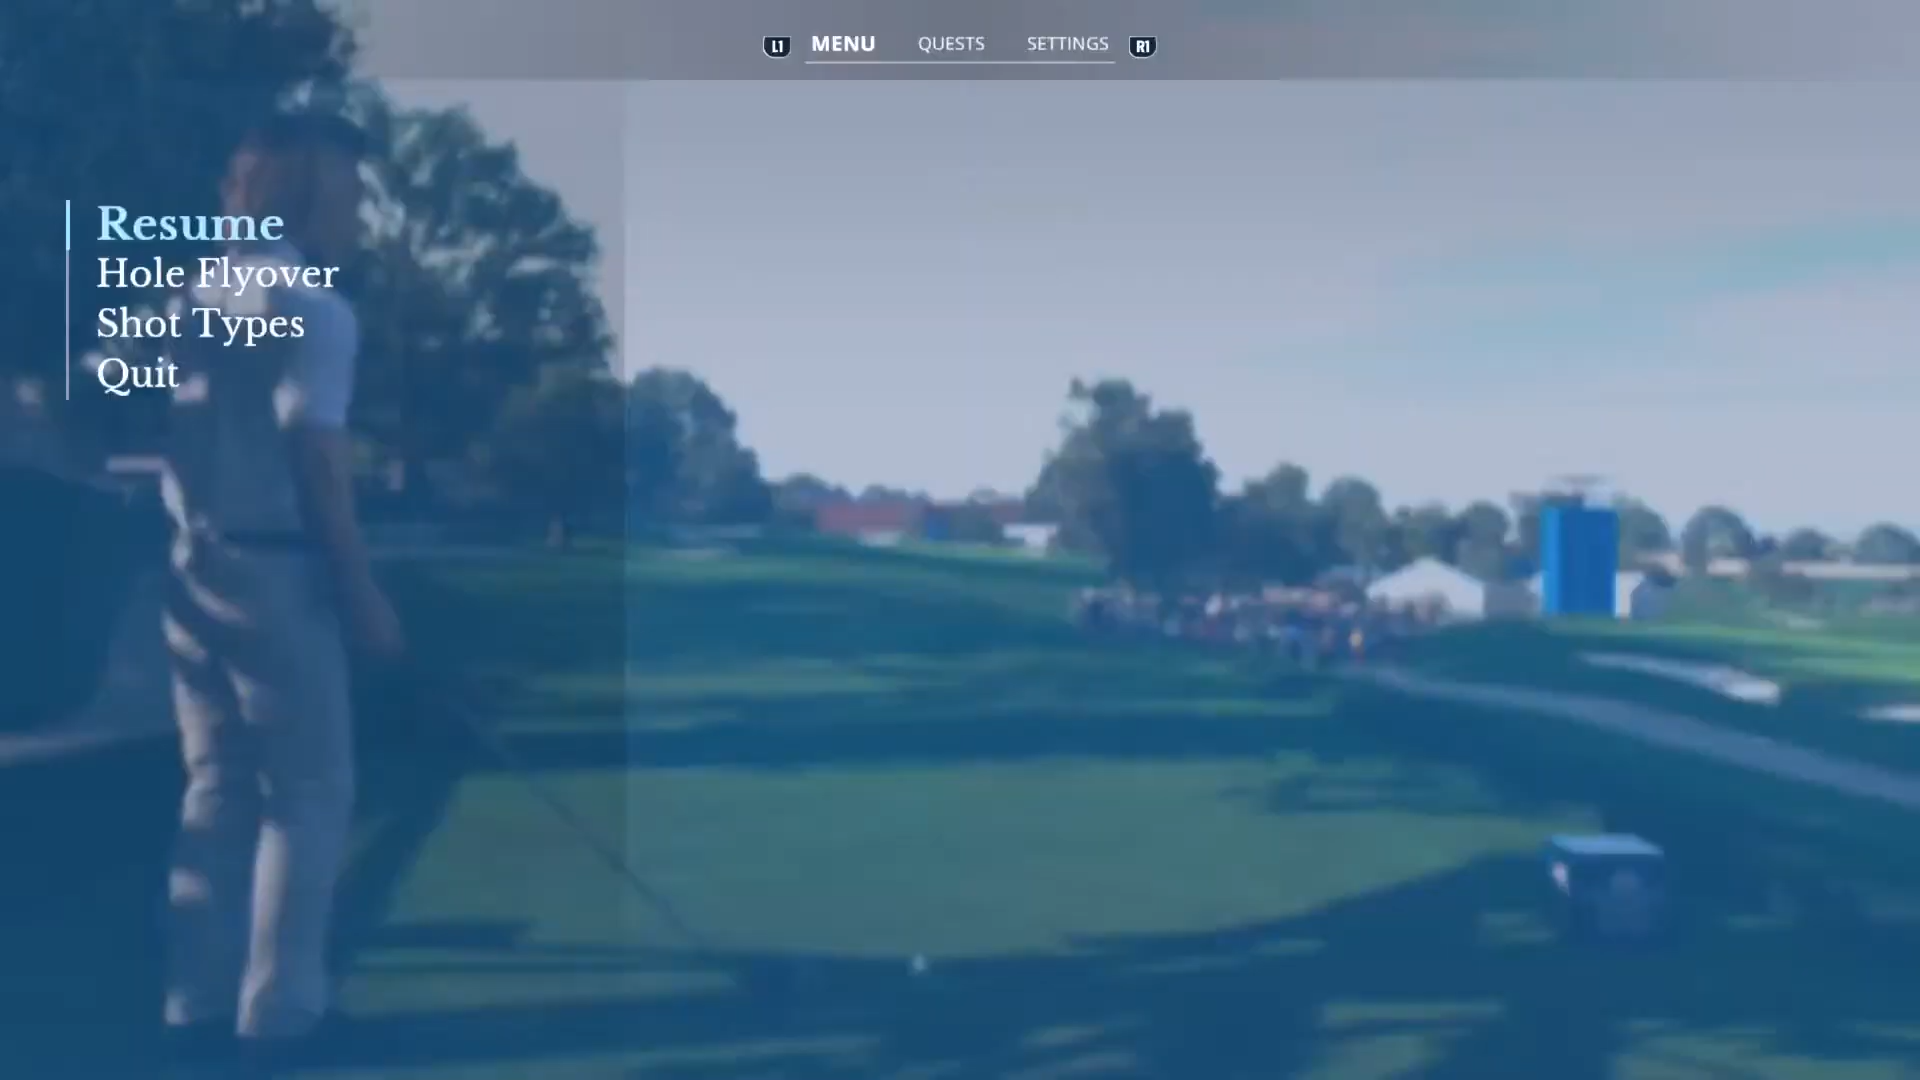 L1 MENU QUESTS SETTINGS R1
Resume
Hole Flyover
Shot Types
Quit